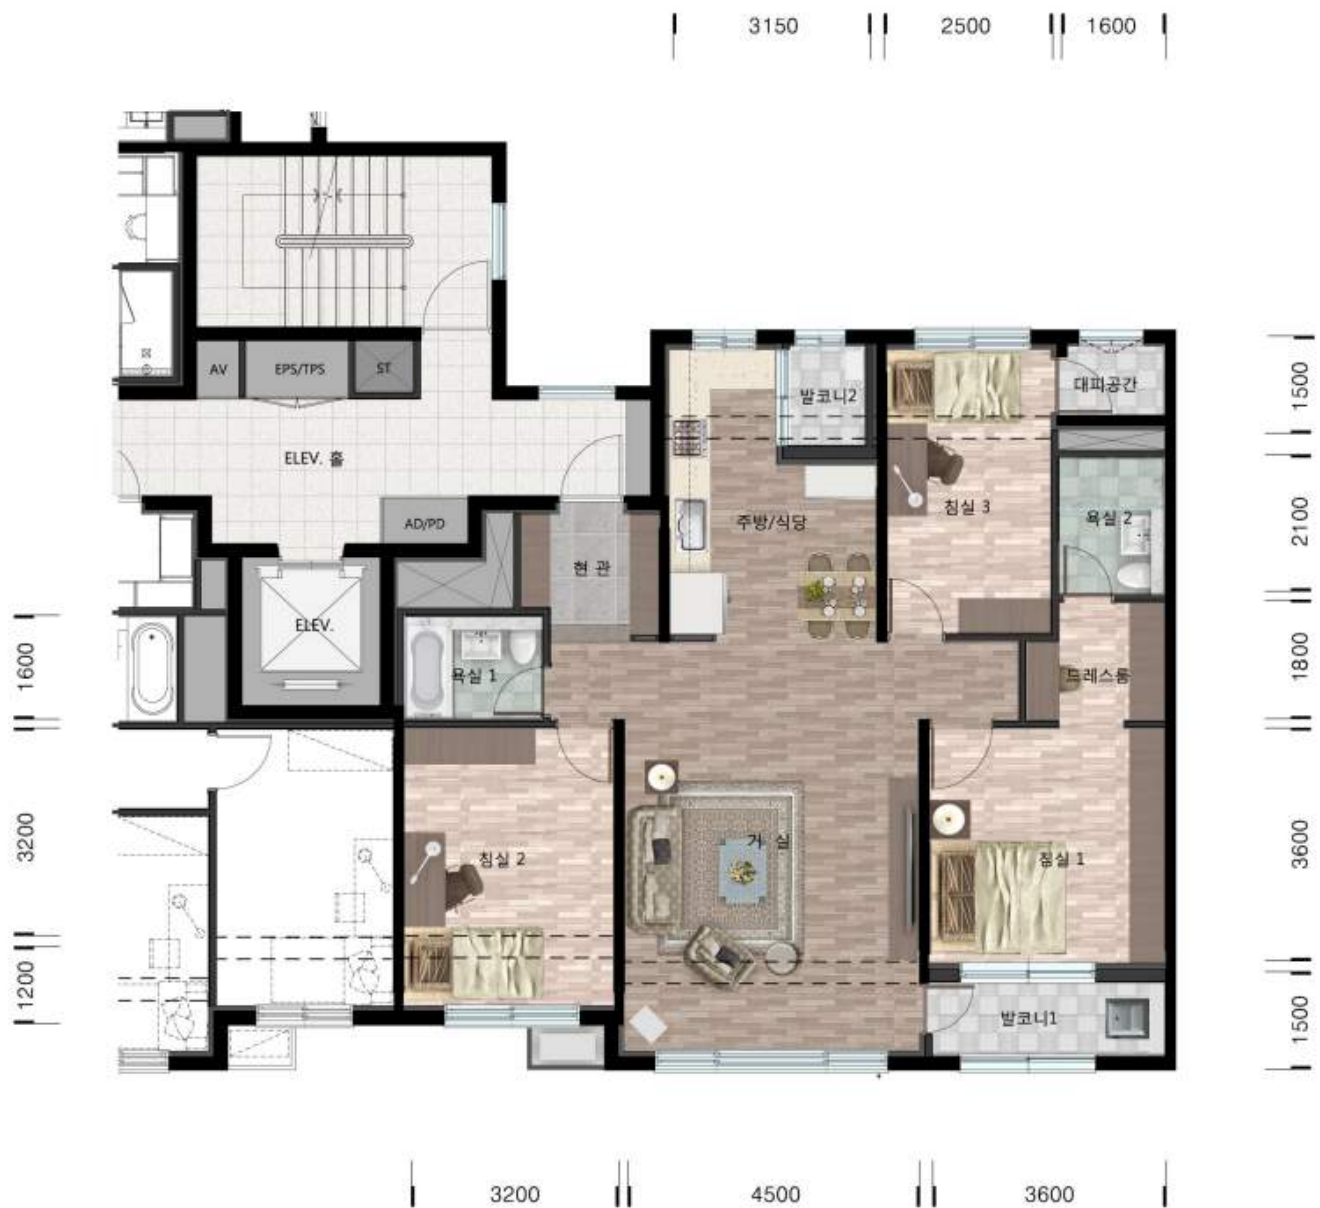 3150
2500
1600
AV
EPS/TPS
ST
발코니2
대피공간
1500
ELEV. 홀
침실 3
욕실 2
2100
AD/PD
주방/식당
현 관
ELEV.
1600
욕실 1
드레스룸
1800
3200
침실 2
거 실
침실 1
3600
1200
발코니1
1500
3200
4500
3600